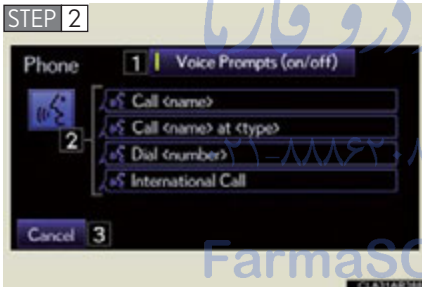 STEP 2
Phone
1 Voice Prompts (on/off)
Call <name>
Call <name> at <type>
2
Dial <number>
International Call
Cancel 3
FarmaSC